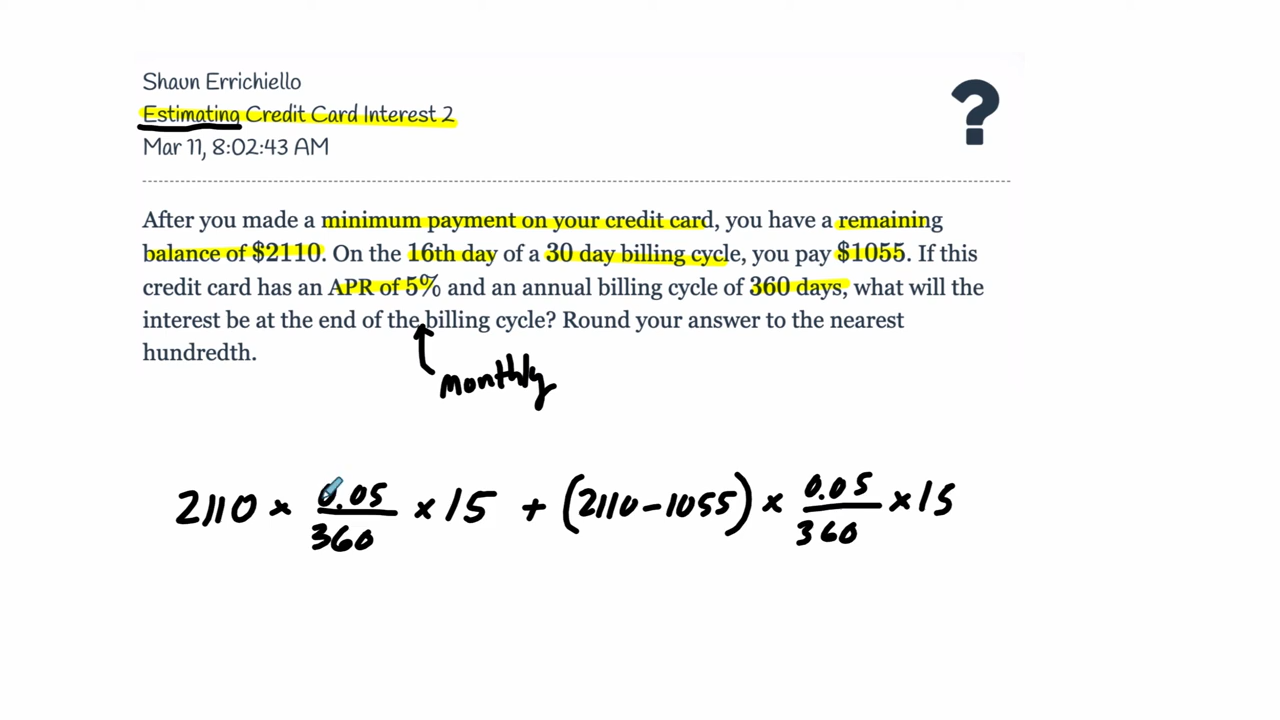 Shaun Errichiello
Estimating Credit Card Interest 2
Mar 11, 8:02:43 AM
?
After you made a minimum payment on your credit card, you have a remaining
balance of $2110. On the 16th day of a 30 day billing cycle, you pay $1055. If this
credit card has an APR of 5% and an annual billing cycle of 360 days, what will the
interest be at the end of the billing cycle? Round your answer to the nearest
hundredth.
monthly
2110 × 0.05/360 × 15 + (2110 - 1055) × 0.05/360 × 15